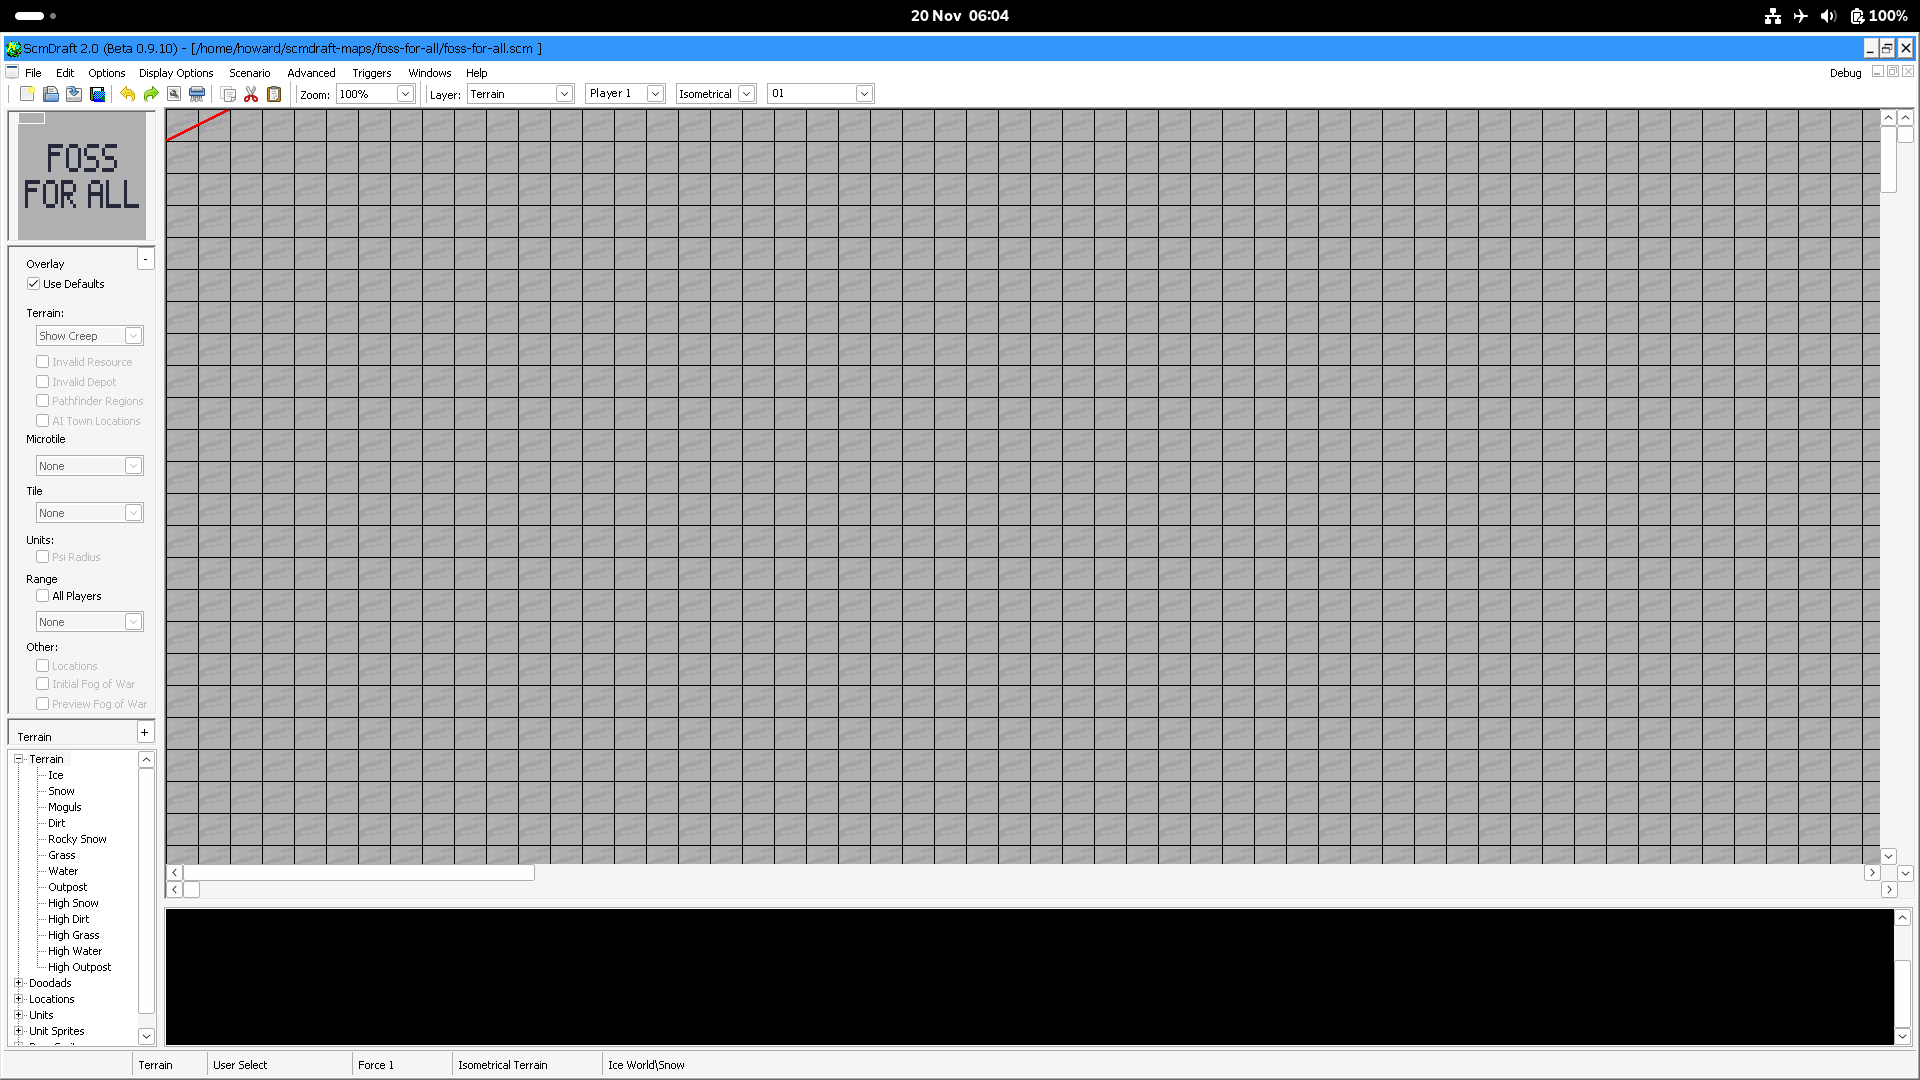 20 Nov 06:04
100%
ScmDraft 2.0 (Beta 0.9.10) - [/home/howard/scmdraft-maps/foss-for-all/foss-for-all.scm ]
File Edit Options Display Options Scenario Advanced Triggers Windows Help Debug
Zoom: 100% Layer: Terrain Player 1 Isometrical 01
FOSS
FOR ALL
Overlay
-
Use Defaults
Terrain:
Show Creep
Invalid Resource
Invalid Depot
Pathfinder Regions
AI Town Locations
Microtile
None
Tile
None
Units:
Psi Radius
Range
All Players
None
Other:
Locations
Initial Fog of War
Preview Fog of War
Terrain +
Terrain
Ice
Snow
Moguls
Dirt
Rocky Snow
Grass
Water
Outpost
High Snow
High Dirt
High Grass
High Water
High Outpost
Doodads
Locations
Units
Unit Sprites
Terrain User Select Force 1 Isometrical Terrain Ice World\Snow